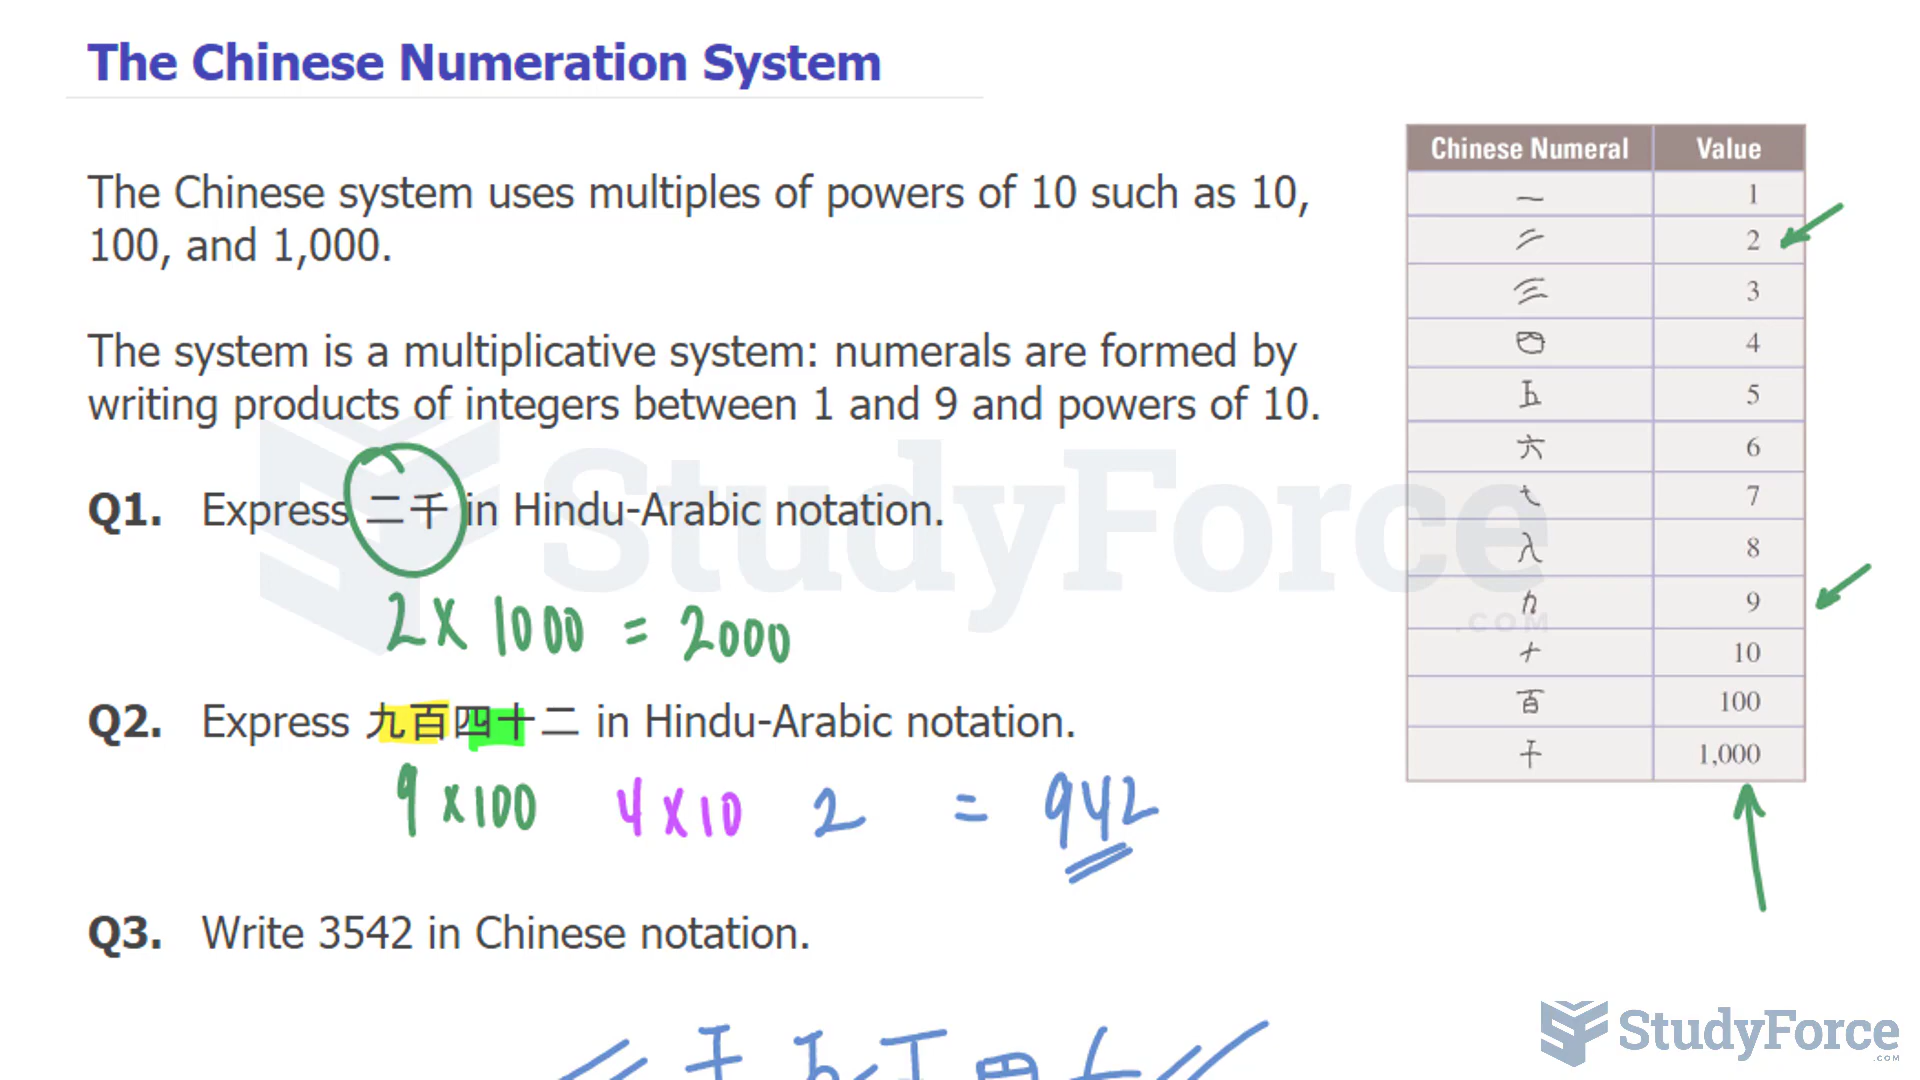 The Chinese Numeration System
The Chinese system uses multiples of powers of 10 such as 10,
100, and 1,000.
The system is a multiplicative system: numerals are formed by
writing products of integers between 1 and 9 and powers of 10.
Q1. Express 二千 in Hindu-Arabic notation.
2 x 1000 = 2000
Q2. Express 九百四十二 in Hindu-Arabic notation.
9 x 100 4 x 10 2 = 942
Q3. Write 3542 in Chinese notation.
Chinese Numeral Value
一 1
二 2
三 3
四 4
五 5
六 6
七 7
八 8
九 9
十 10
百 100
千 1,000
StudyForce
.COM
StudyForce
.COM